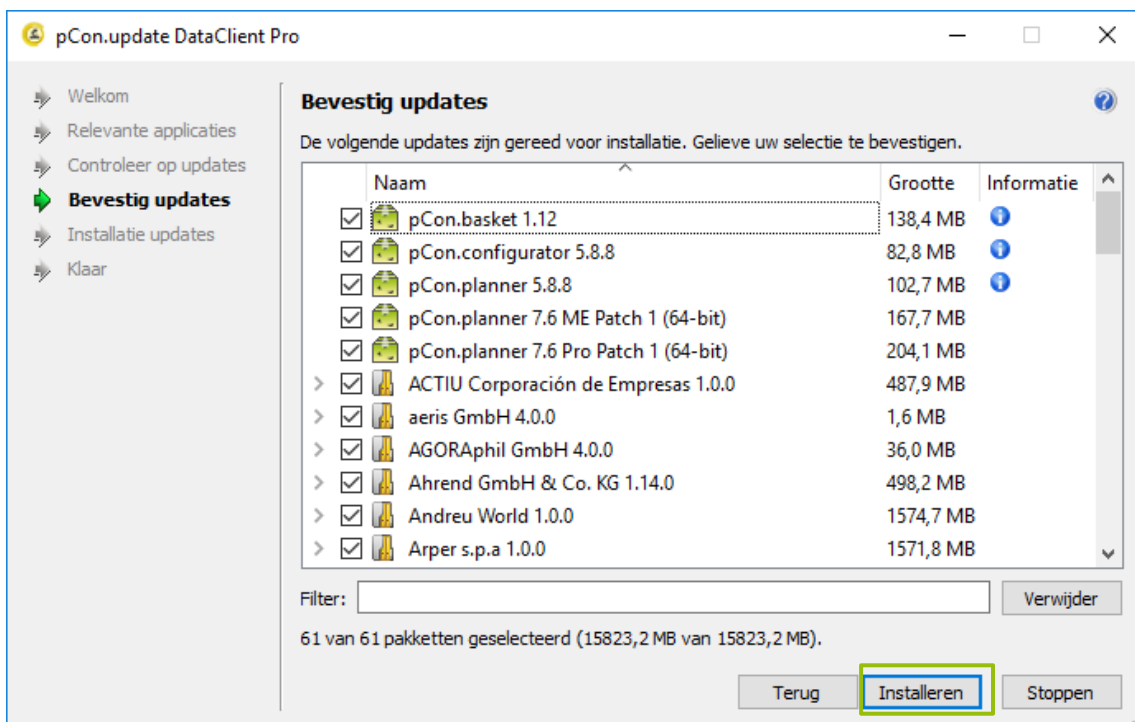 pCon.update DataClient Pro
Welkom
Relevante applicaties
Controleer op updates
Bevestig updates
Installatie updates
Klaar
Bevestig updates
De volgende updates zijn gereed voor installatie. Gelieve uw selectie te bevestigen.
Naam Grootte Informatie
pCon.basket 1.12 138,4 MB
pCon.configurator 5.8.8 82,8 MB
pCon.planner 5.8.8 102,7 MB
pCon.planner 7.6 ME Patch 1 (64-bit) 167,7 MB
pCon.planner 7.6 Pro Patch 1 (64-bit) 204,1 MB
ACTIU Corporación de Empresas 1.0.0 487,9 MB
aeris GmbH 4.0.0 1,6 MB
AGORAphil GmbH 4.0.0 36,0 MB
Ahrend GmbH & Co. KG 1.14.0 498,2 MB
Andreu World 1.0.0 1574,7 MB
Arper s.p.a 1.0.0 1571,8 MB
Filter: Verwijder
61 van 61 pakketten geselecteerd (15823,2 MB van 15823,2 MB).
Terug Installeren Stoppen